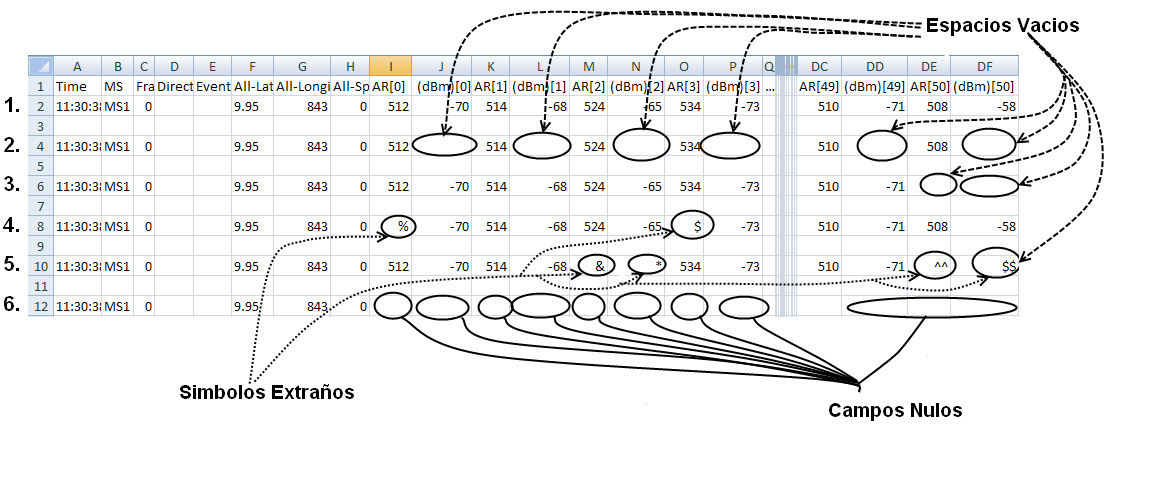 Espacios Vacios
A B C D E F G H I J K L M N O P Q DC DD DE DF
1 Time MS Fra Direct Event All-Lat All-Longi All-Sp AR[0] (dBm)[0] AR[1] (dBm)[1] AR[2] (dBm)[2] AR[3] (dBm)[3] ... AR[49] (dBm)[49] AR[50] (dBm)[50]
1. 2 11:30:38 MS1 0 9.95 843 0 512 -70 514 -68 524 -65 534 -73 510 -71 508 -58
3
2. 4 11:30:38 MS1 0 9.95 843 0 512 514 524 534 510 508
5
3. 6 11:30:38 MS1 0 9.95 843 0 512 -70 514 -68 524 -65 534 -73 510 -71
7
4. 8 11:30:38 MS1 0 9.95 843 0 % -70 514 -68 524 -65 $ -73 510 -71 508 -58
9
5. 10 11:30:38 MS1 0 9.95 843 0 512 -70 514 -68 & * 534 -73 510 -71 ^^ $$
11
6. 12 11:30:38 MS1 0 9.95 843 0
Simbolos Extraños
Campos Nulos